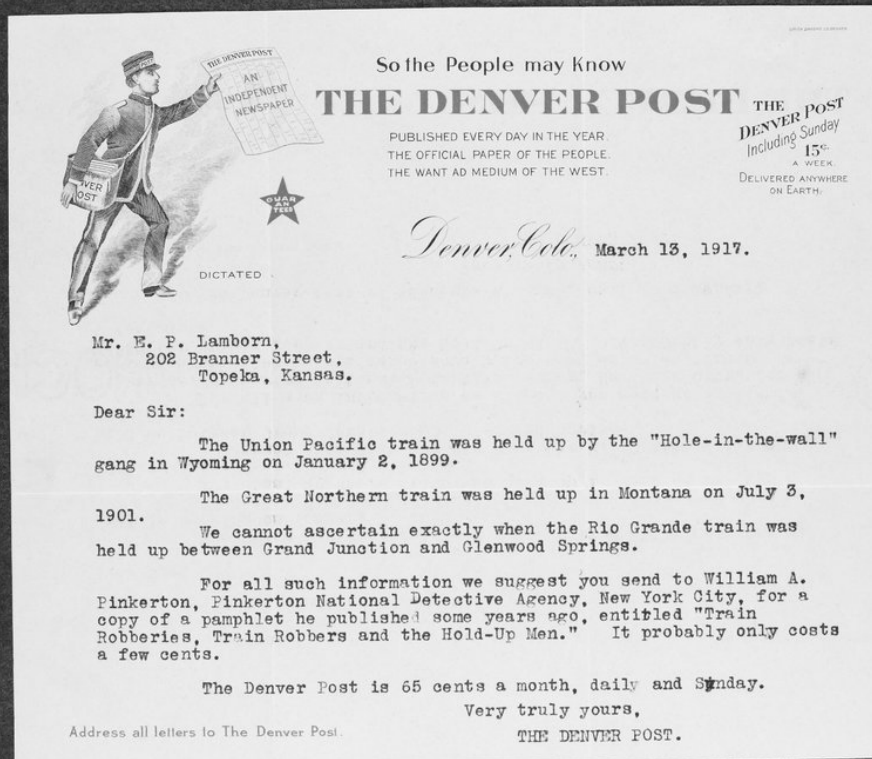 POST
THE DENVER POST
AN
INDEPENDENT
NEWSPAPER
So the People may Know
THE DENVER POST
PUBLISHED EVERY DAY IN THE YEAR.
THE OFFICIAL PAPER OF THE PEOPLE.
THE WANT AD MEDIUM OF THE WEST.
THE
DENVER POST
Including Sunday
15c.
A WEEK.
DELIVERED ANYWHERE
ON EARTH.
VER
OST
GUAR
AN
TEED
DICTATED
Denver, Colo., March 13, 1917.
Mr. E. P. Lamborn,
202 Branner Street,
Topeka, Kansas.
Dear Sir:
The Union Pacific train was held up by the "Hole-in-the-wall"
gang in Wyoming on January 2, 1899.
The Great Northern train was held up in Montana on July 3,
1901.
We cannot ascertain exactly when the Rio Grande train was
held up between Grand Junction and Glenwood Springs.
For all such information we suggest you send to William A.
Pinkerton, Pinkerton National Detective Agency, New York City, for a
copy of a pamphlet he published some years ago, entitled "Train
Robberies, Train Robbers and the Hold-Up Men." It probably only costs
a few cents.
The Denver Post is 65 cents a month, daily and Sunday.
Very truly yours,
THE DENVER POST.
Address all letters to The Denver Post.